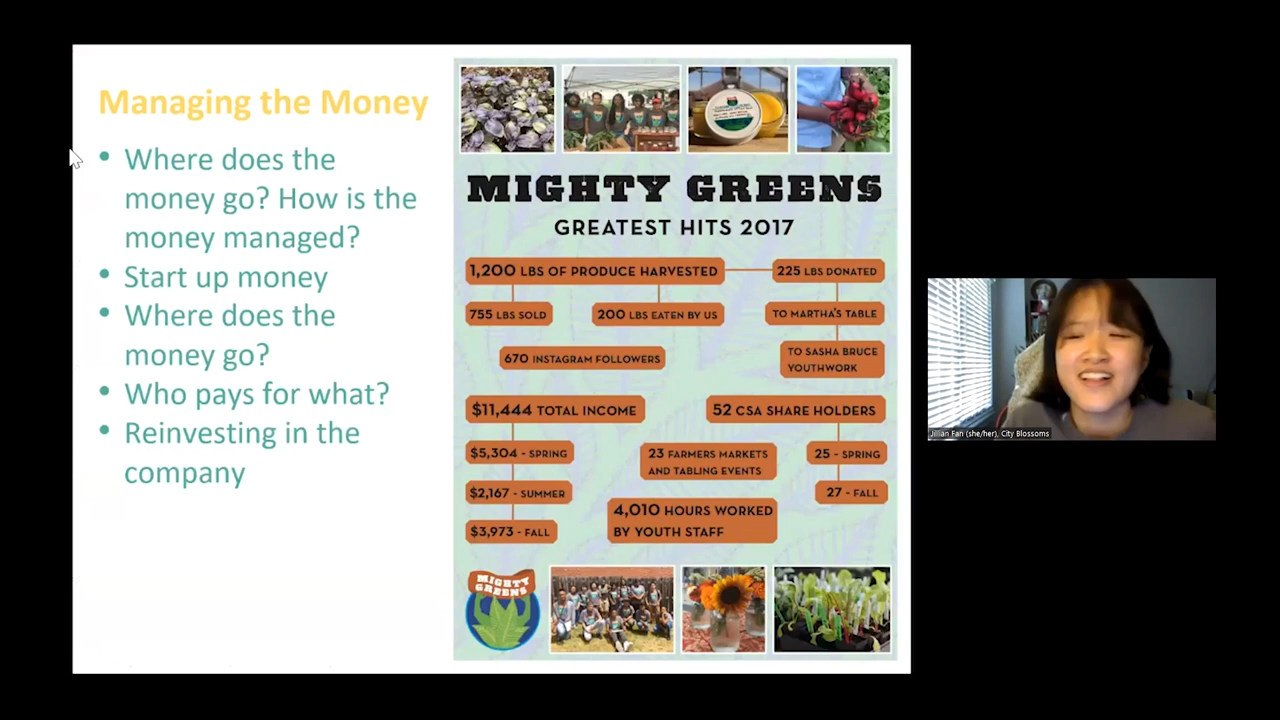 Managing the Money
• Where does the
money go? How is the
money managed?
• Start up money
• Where does the
money go?
• Who pays for what?
• Reinvesting in the
company
MIGHTY GREENS
GREATEST HITS 2017
1,200 LBS OF PRODUCE HARVESTED
225 LBS DONATED
755 LBS SOLD
200 LBS EATEN BY US
TO MARTHA'S TABLE
670 INSTAGRAM FOLLOWERS
TO SASHA BRUCE
YOUTHWORK
$11,444 TOTAL INCOME
52 CSA SHARE HOLDERS
$5,304 - SPRING
23 FARMERS MARKETS
AND TABLING EVENTS
25 - SPRING
$2,167 - SUMMER
27 - FALL
4,010 HOURS WORKED
BY YOUTH STAFF
$3,973 - FALL
MIGHTY
GREENS
Jillian Fan (she/her), City Blossoms